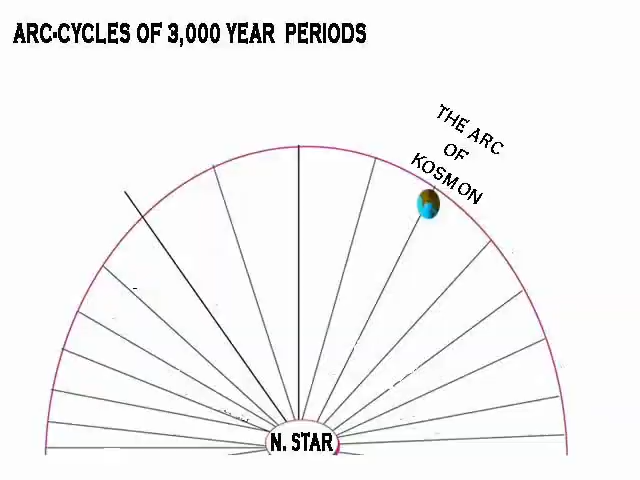 ARC-CYCLES OF 3,000 YEAR PERIODS
THE ARC
OF
KOSMON
N. STAR